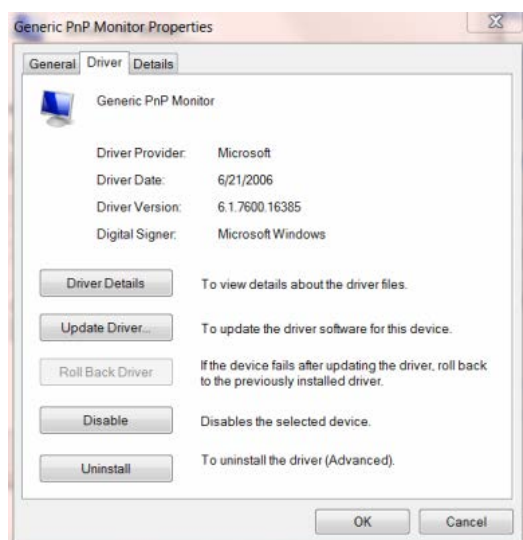 Generic PnP Monitor Properties
General Driver Details
Generic PnP Monitor
Driver Provider: Microsoft
Driver Date: 6/21/2006
Driver Version: 6.1.7600.16385
Digital Signer: Microsoft Windows
Driver Details To view details about the driver files.
Update Driver... To update the driver software for this device.
Roll Back Driver If the device fails after updating the driver, roll back
to the previously installed driver.
Disable Disables the selected device.
Uninstall To uninstall the driver (Advanced).
OK Cancel